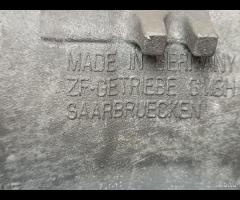 MADE IN GERMANY
ZF-GETRIEBE GMBH
SAARBRUECKEN